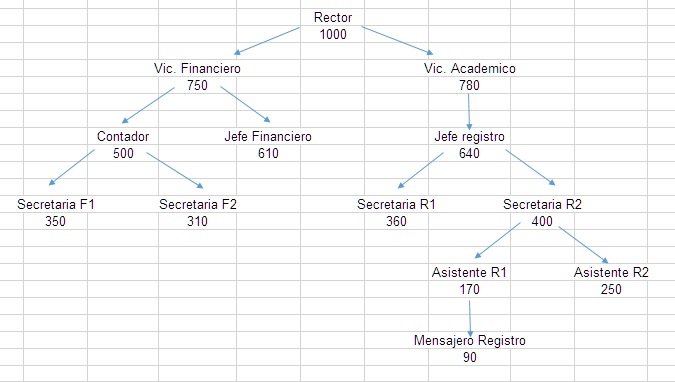 Rector
1000
Vic. Financiero
750
Vic. Academico
780
Contador
500
Jefe Financiero
610
Jefe registro
640
Secretaria F1
350
Secretaria F2
310
Secretaria R1
360
Secretaria R2
400
Asistente R1
170
Asistente R2
250
Mensajero Registro
90